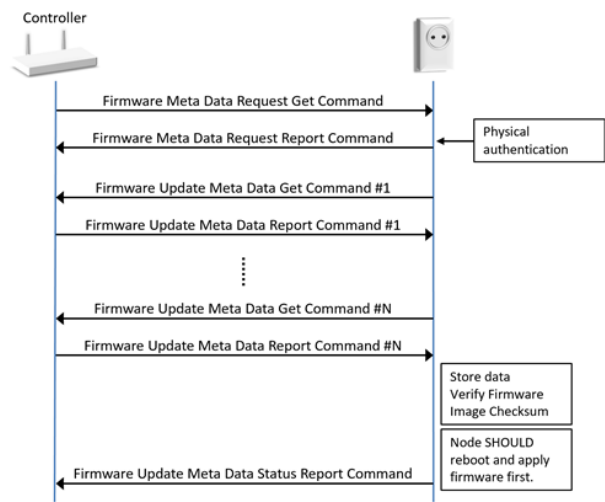 Controller
Firmware Meta Data Request Get Command
Firmware Meta Data Request Report Command
Physical
authentication
Firmware Update Meta Data Get Command #1
Firmware Update Meta Data Report Command #1
Firmware Update Meta Data Get Command #N
Firmware Update Meta Data Report Command #N
Store data
Verify Firmware
Image Checksum
Node SHOULD
reboot and apply
firmware first.
Firmware Update Meta Data Status Report Command